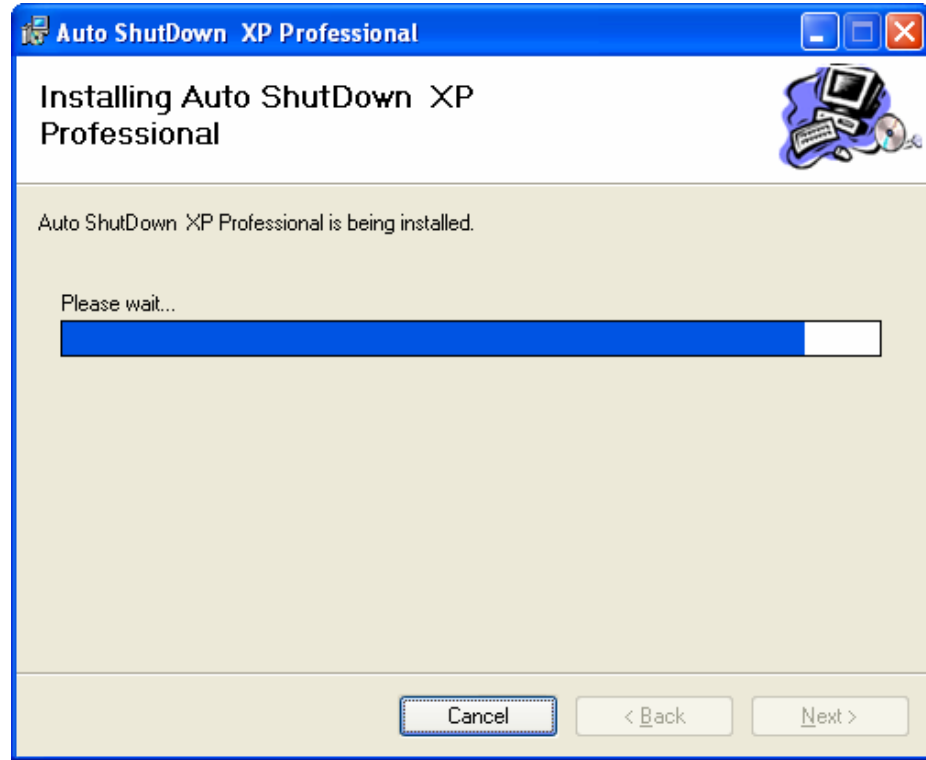 Auto ShutDown  XP Professional
Installing Auto ShutDown  XP
Professional
Auto ShutDown  XP Professional is being installed.
Please wait...
Cancel
< Back
Next >